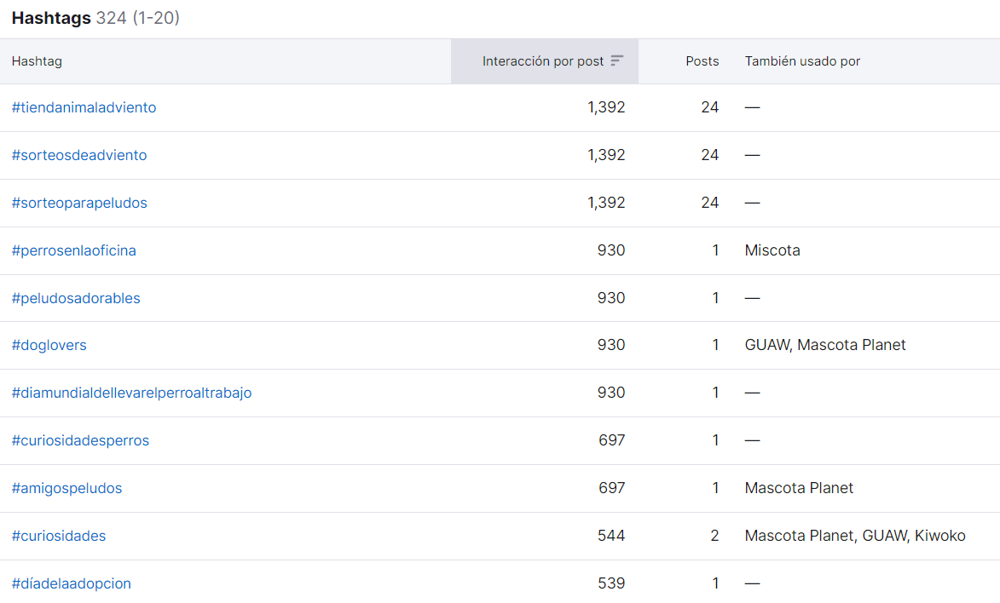 Hashtags 324 (1-20)
Hashtag Interacción por post Posts También usado por
#tiendanimaladviento 1,392 24 —
#sorteosdeadviento 1,392 24 —
#sorteoparapeludos 1,392 24 —
#perrosenlaoficina 930 1 Miscota
#peludosadorables 930 1 —
#doglovers 930 1 GUAW, Mascota Planet
#diamundialdellevarelperroaltrabajo 930 1 —
#curiosidadesperros 697 1 —
#amigospeludos 697 1 Mascota Planet
#curiosidades 544 2 Mascota Planet, GUAW, Kiwoko
#díadelaadopcion 539 1 —